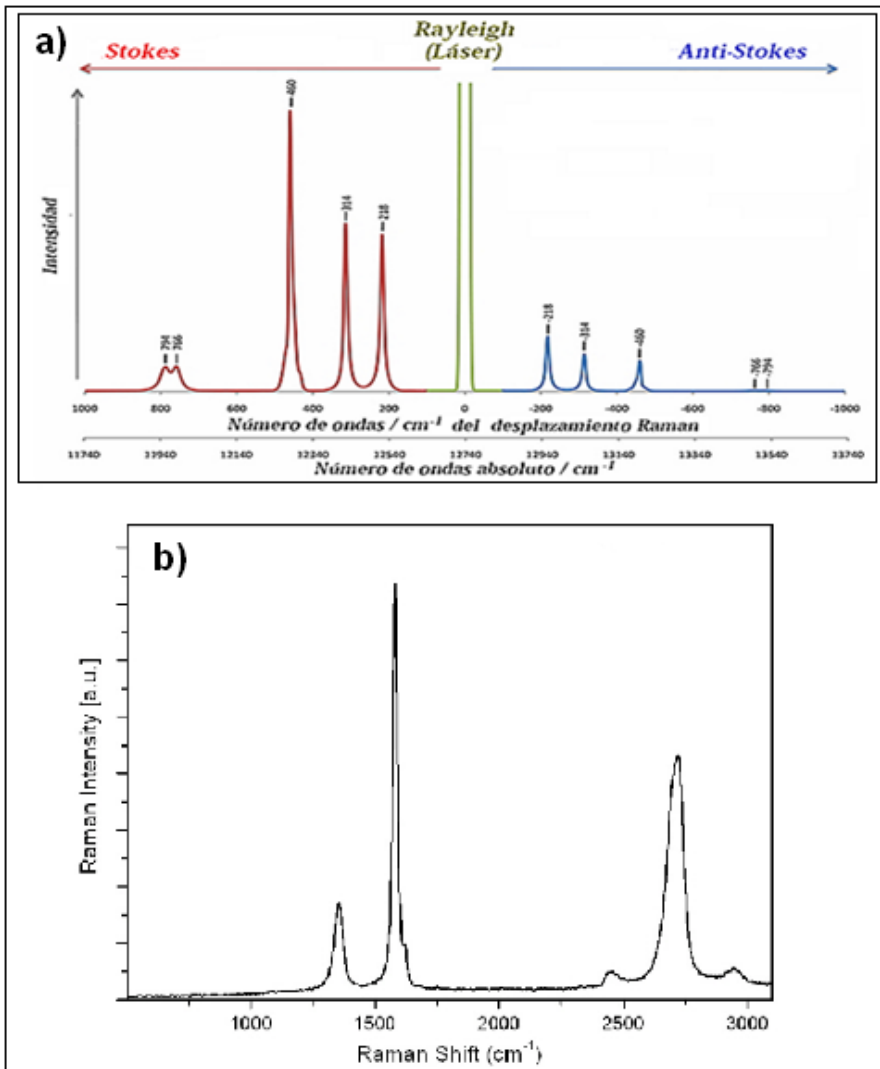 a)
Stokes
Rayleigh
(Láser)
Anti-Stokes
Intensidad
794
766
460
314
218
-218
-314
-460
-766
-794
1000 800 600 400 200 0 -200 -400 -600 -800 -1000
Número de ondas / cm⁻¹ del desplazamiento Raman
11740 11940 12140 12340 12540 12740 12940 13140 13340 13540 13740
Número de ondas absoluto / cm⁻¹
b)
Raman Intensity [a.u.]
1000 1500 2000 2500 3000
Raman Shift (cm⁻¹)